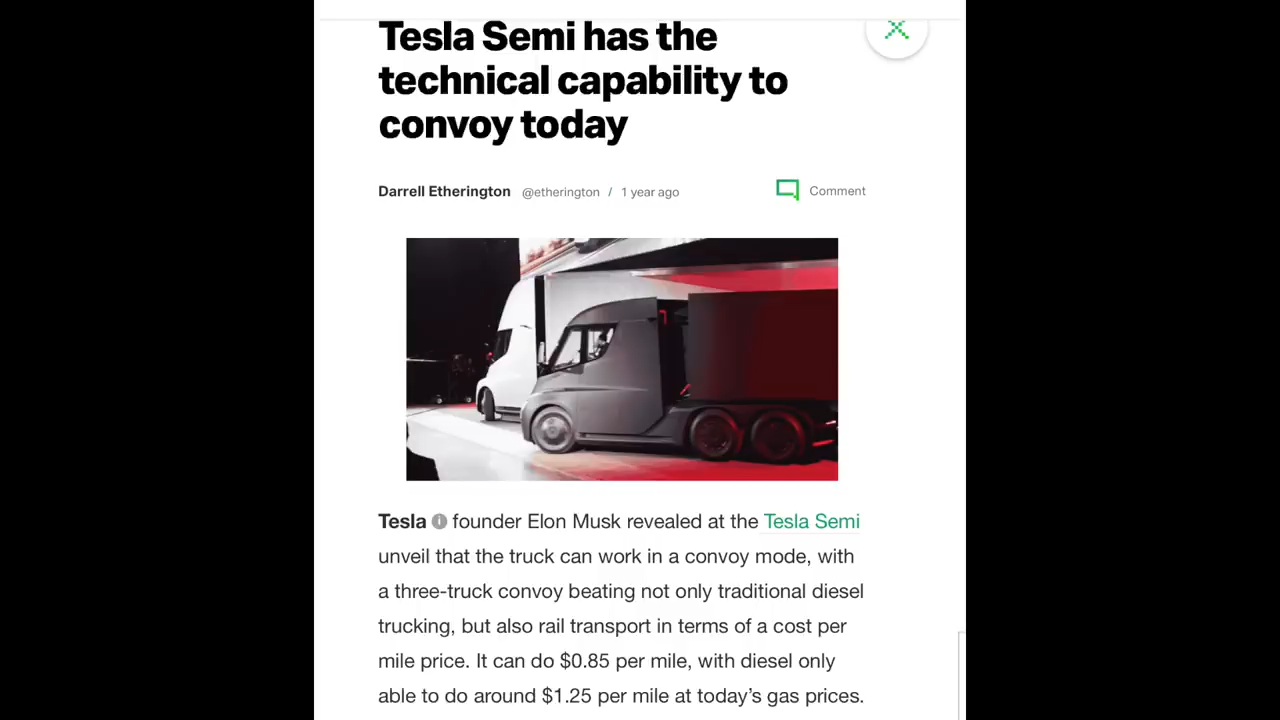 Tesla Semi has the
technical capability to
convoy today
Darrell Etherington @etherington / 1 year ago Comment
Tesla i founder Elon Musk revealed at the Tesla Semi
unveil that the truck can work in a convoy mode, with
a three-truck convoy beating not only traditional diesel
trucking, but also rail transport in terms of a cost per
mile price. It can do $0.85 per mile, with diesel only
able to do around $1.25 per mile at today’s gas prices.